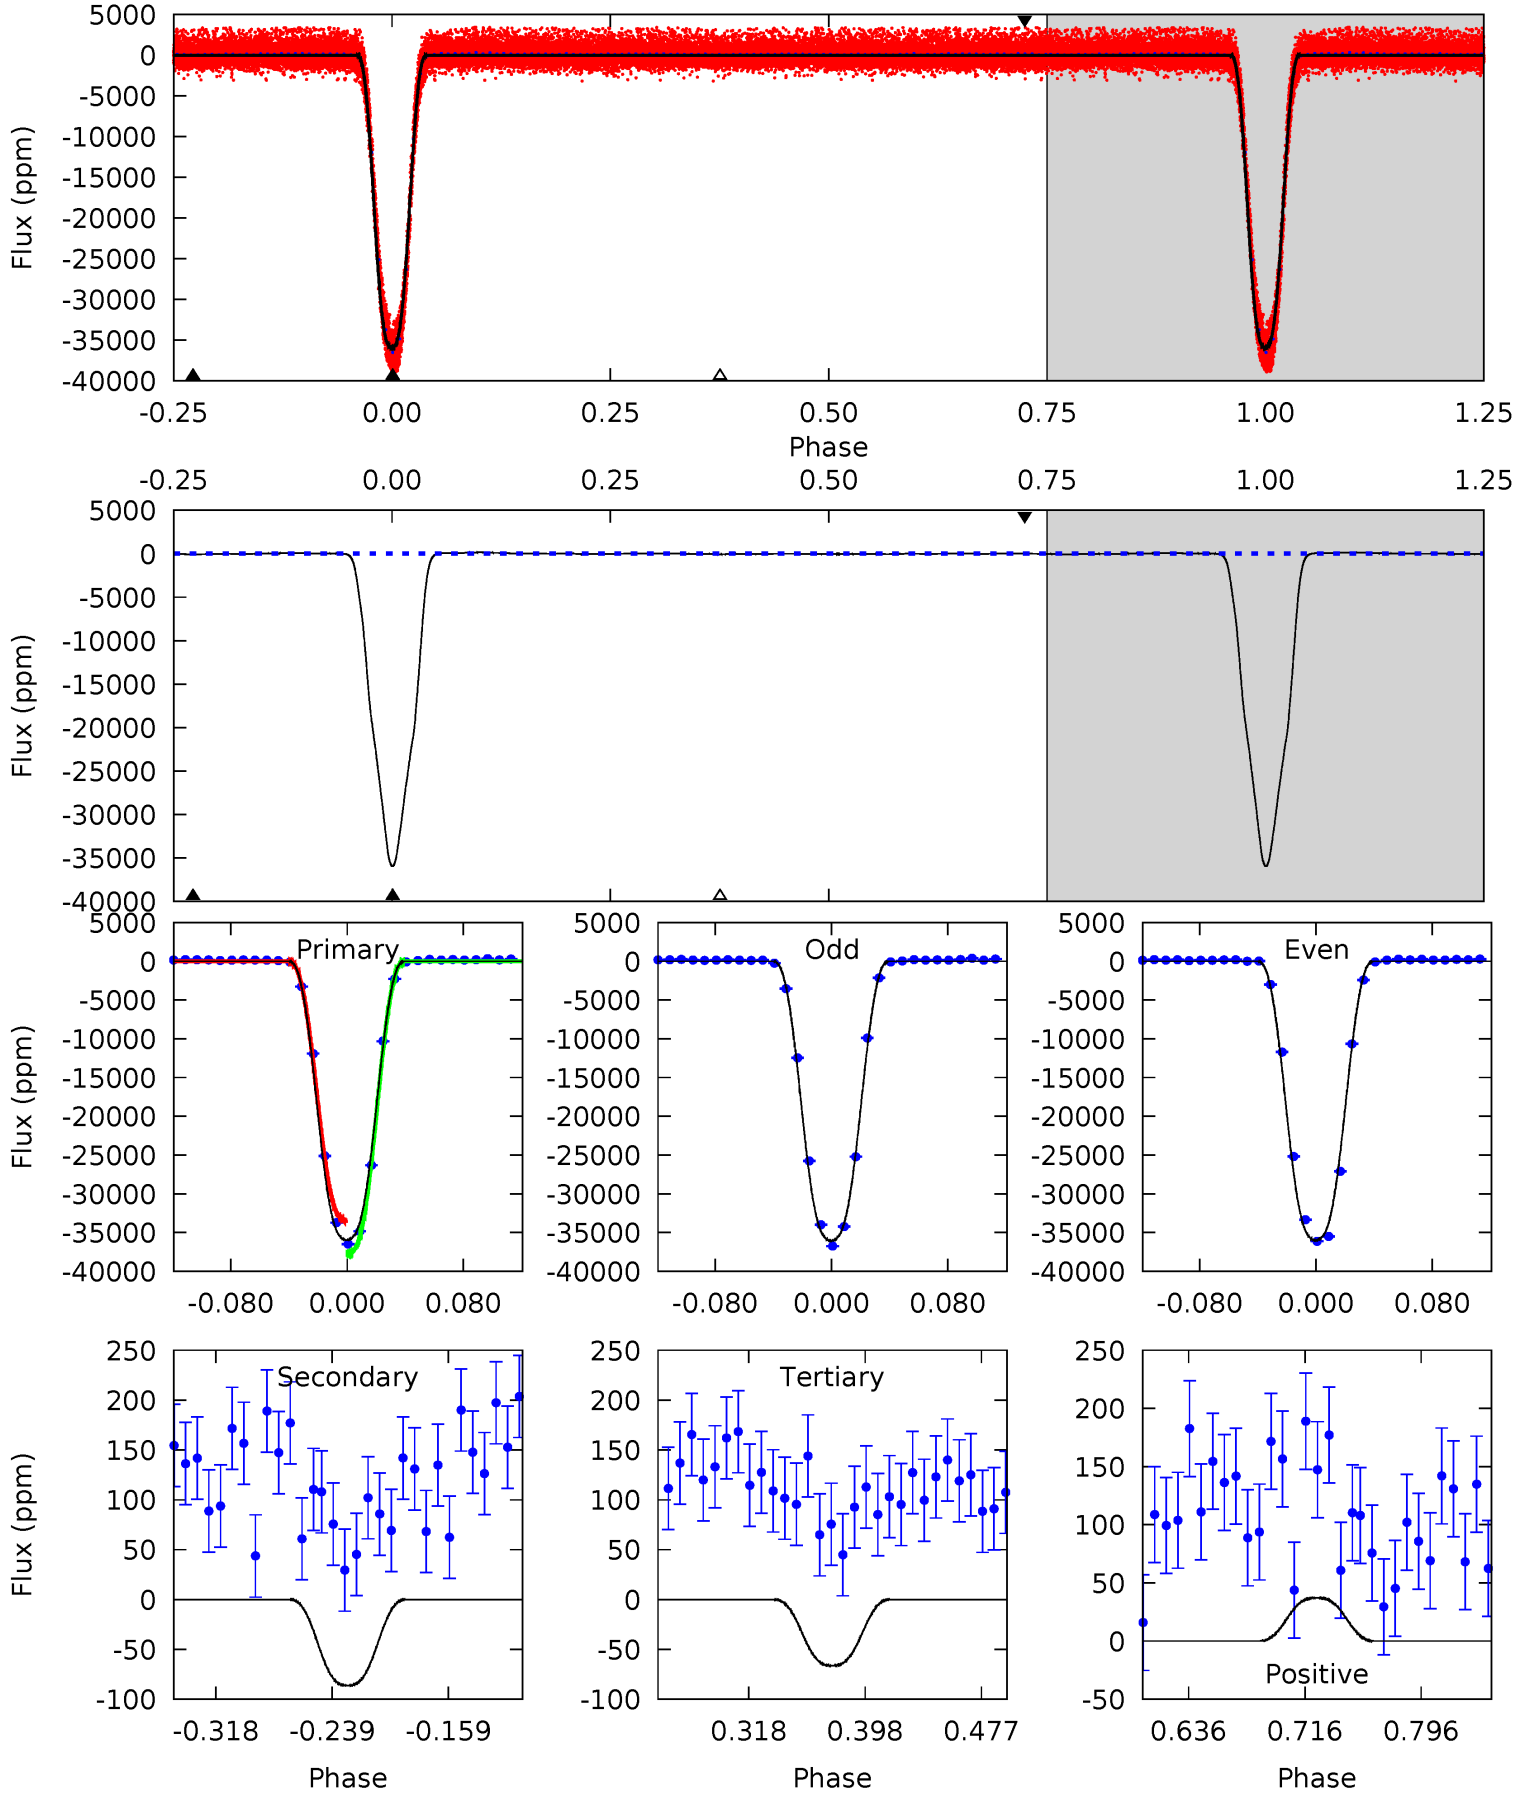 5000
0
-5000
-10000
-15000
-20000
-25000
-30000
-35000
-40000
Flux (ppm)
-0.25 0.00 0.25 0.50 0.75 1.00 1.25
Phase
-0.25 0.00 0.25 0.50 0.75 1.00 1.25
5000
0
-5000
-10000
-15000
-20000
-25000
-30000
-35000
-40000
Flux (ppm)
Primary Odd Even
5000 5000 5000
0 0 0
-5000 -5000 -5000
-10000 -10000 -10000
-15000 -15000 -15000
-20000 -20000 -20000
-25000 -25000 -25000
-30000 -30000 -30000
-35000 -35000 -35000
-40000 -40000 -40000
Flux (ppm)
-0.080 0.000 0.080 -0.080 0.000 0.080 -0.080 0.000 0.080
250 250 250
Secondary Tertiary
200 200 200
150 150 150
100 100 100
50 50 50
0 0 0
Positive
-50 -50 -50
-100 -100
Flux (ppm)
-0.318 -0.239 -0.159 0.318 0.398 0.477 0.636 0.716 0.796
Phase Phase Phase